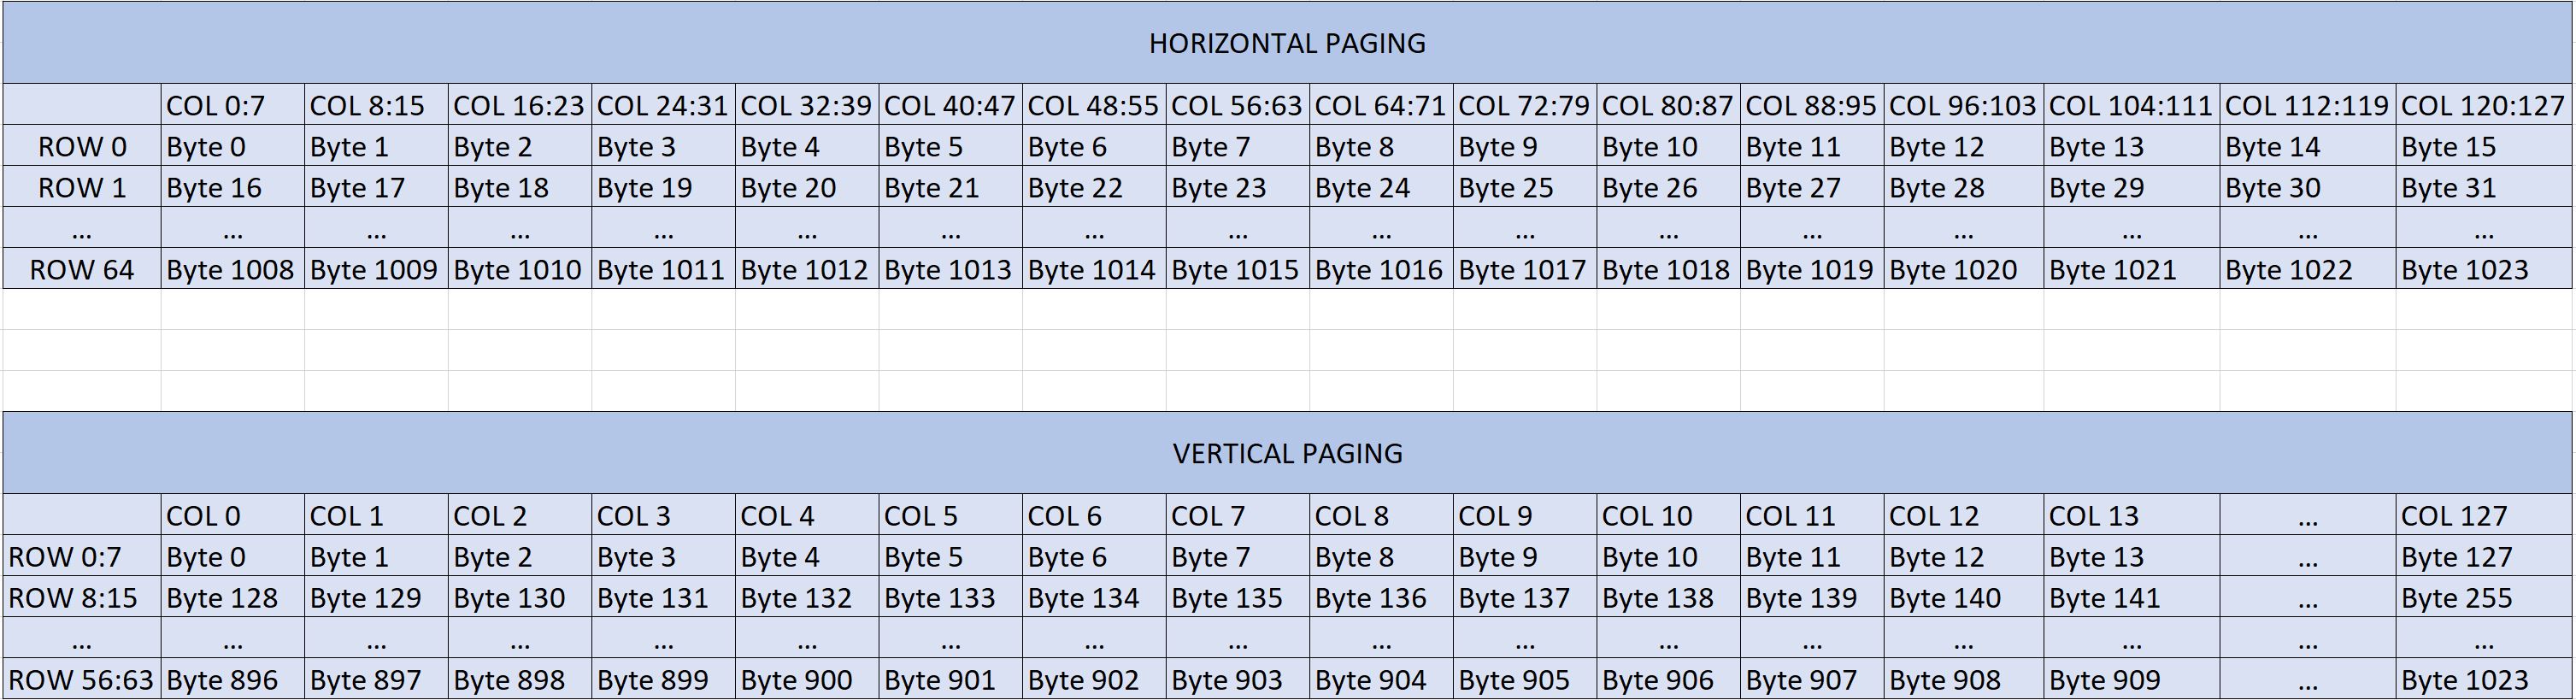 HORIZONTAL PAGING
COL 0:7 COL 8:15 COL 16:23 COL 24:31 COL 32:39 COL 40:47 COL 48:55 COL 56:63 COL 64:71 COL 72:79 COL 80:87 COL 88:95 COL 96:103 COL 104:111 COL 112:119 COL 120:127
ROW 0 Byte 0 Byte 1 Byte 2 Byte 3 Byte 4 Byte 5 Byte 6 Byte 7 Byte 8 Byte 9 Byte 10 Byte 11 Byte 12 Byte 13 Byte 14 Byte 15
ROW 1 Byte 16 Byte 17 Byte 18 Byte 19 Byte 20 Byte 21 Byte 22 Byte 23 Byte 24 Byte 25 Byte 26 Byte 27 Byte 28 Byte 29 Byte 30 Byte 31
... ... ... ... ... ... ... ... ... ... ... ... ... ... ... ... ...
ROW 64 Byte 1008 Byte 1009 Byte 1010 Byte 1011 Byte 1012 Byte 1013 Byte 1014 Byte 1015 Byte 1016 Byte 1017 Byte 1018 Byte 1019 Byte 1020 Byte 1021 Byte 1022 Byte 1023
VERTICAL PAGING
COL 0 COL 1 COL 2 COL 3 COL 4 COL 5 COL 6 COL 7 COL 8 COL 9 COL 10 COL 11 COL 12 COL 13 ... COL 127
ROW 0:7 Byte 0 Byte 1 Byte 2 Byte 3 Byte 4 Byte 5 Byte 6 Byte 7 Byte 8 Byte 9 Byte 10 Byte 11 Byte 12 Byte 13 ... Byte 127
ROW 8:15 Byte 128 Byte 129 Byte 130 Byte 131 Byte 132 Byte 133 Byte 134 Byte 135 Byte 136 Byte 137 Byte 138 Byte 139 Byte 140 Byte 141 ... Byte 255
... ... ... ... ... ... ... ... ... ... ... ... ... ... ... ... ...
ROW 56:63 Byte 896 Byte 897 Byte 898 Byte 899 Byte 900 Byte 901 Byte 902 Byte 903 Byte 904 Byte 905 Byte 906 Byte 907 Byte 908 Byte 909 ... Byte 1023